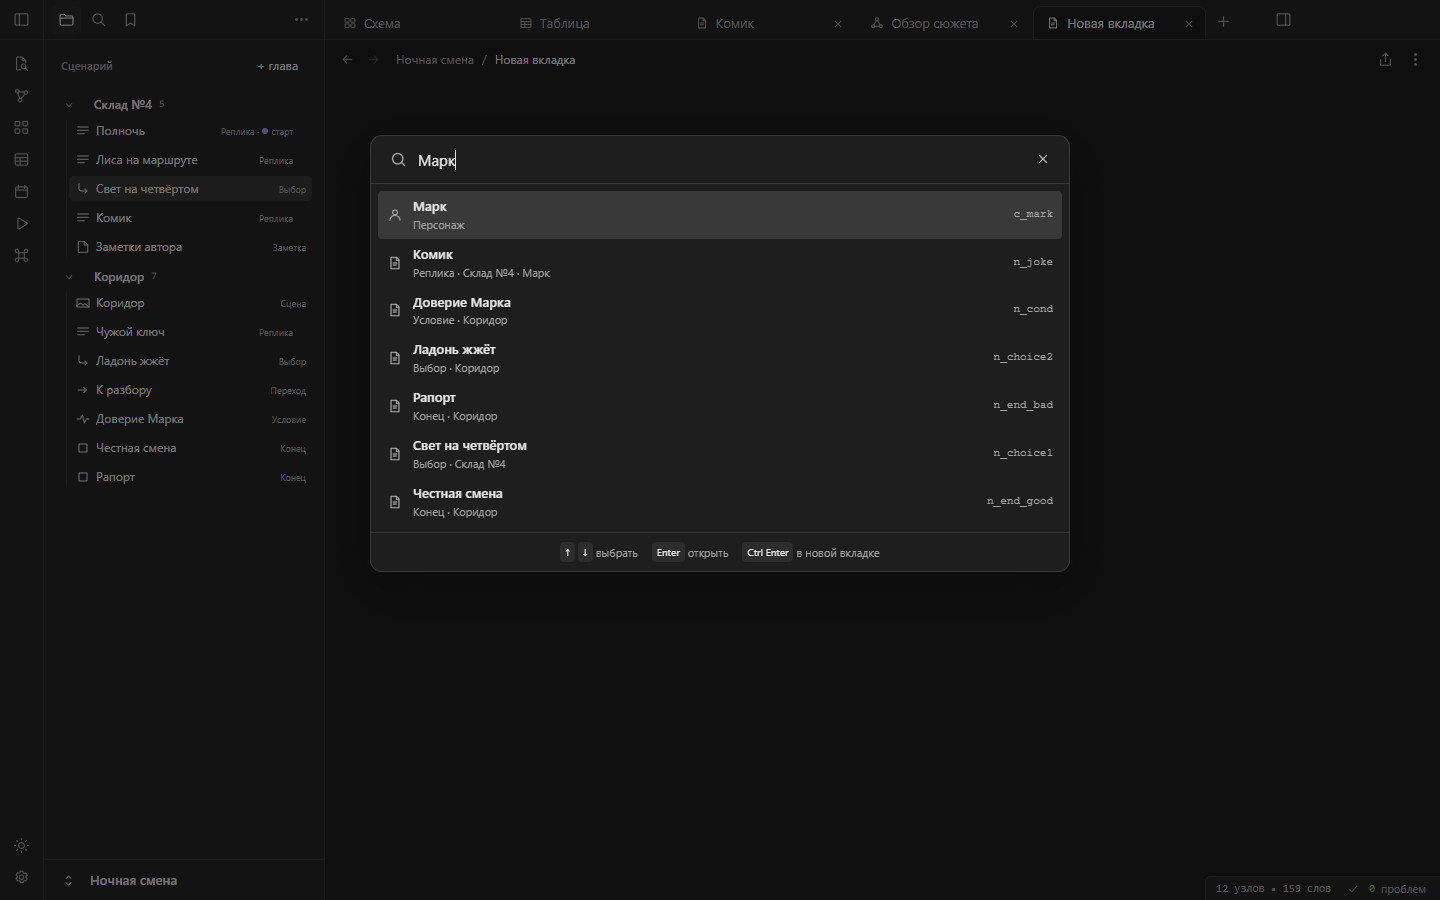 Схема
Таблица
Комик
Обзор сюжета
Новая вкладка
Сценарий
+ глава
Ночная смена / Новая вкладка
Склад №4 5
Полночь Реплика · старт
Лиса на маршруте Реплика
Свет на четвёртом Выбор
Комик Реплика
Заметки автора Заметка
Коридор 7
Коридор Сцена
Чужой ключ Реплика
Ладонь жжёт Выбор
К разбору Переход
Доверие Марка Условие
Честная смена Конец
Рапорт Конец
Ночная смена
Марк
Марк
Персонаж
c_mark
Комик
Реплика · Склад №4 · Марк
n_joke
Доверие Марка
Условие · Коридор
n_cond
Ладонь жжёт
Выбор · Коридор
n_choice2
Рапорт
Конец · Коридор
n_end_bad
Свет на четвёртом
Выбор · Склад №4
n_choice1
Честная смена
Конец · Коридор
n_end_good
↑ ↓ выбрать Enter открыть Ctrl Enter в новой вкладке
12 узлов • 159 слов 0 проблем